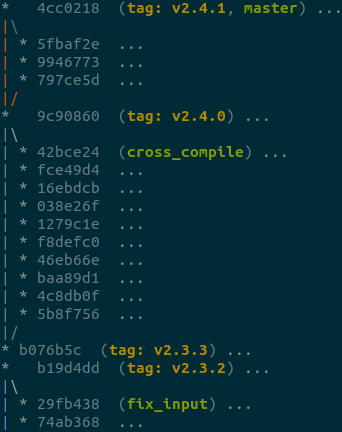 *   4cc0218  (tag: v2.4.1, master) ...
|\
| * 5fbaf2e  ...
| * 9946773  ...
| * 797ce5d  ...
|/
*   9c90860  (tag: v2.4.0) ...
|\
| * 42bce24  (cross_compile) ...
| * fce49d4  ...
| * 16ebdcb  ...
| * 038e26f  ...
| * 1279c1e  ...
| * f8defc0  ...
| * 46eb66e  ...
| * baa89d1  ...
| * 4c8db0f  ...
| * 5b8f756  ...
|/
* b076b5c  (tag: v2.3.3) ...
*   b19d4dd  (tag: v2.3.2) ...
|\
| * 29fb438  (fix_input) ...
| * 74ab368  ...